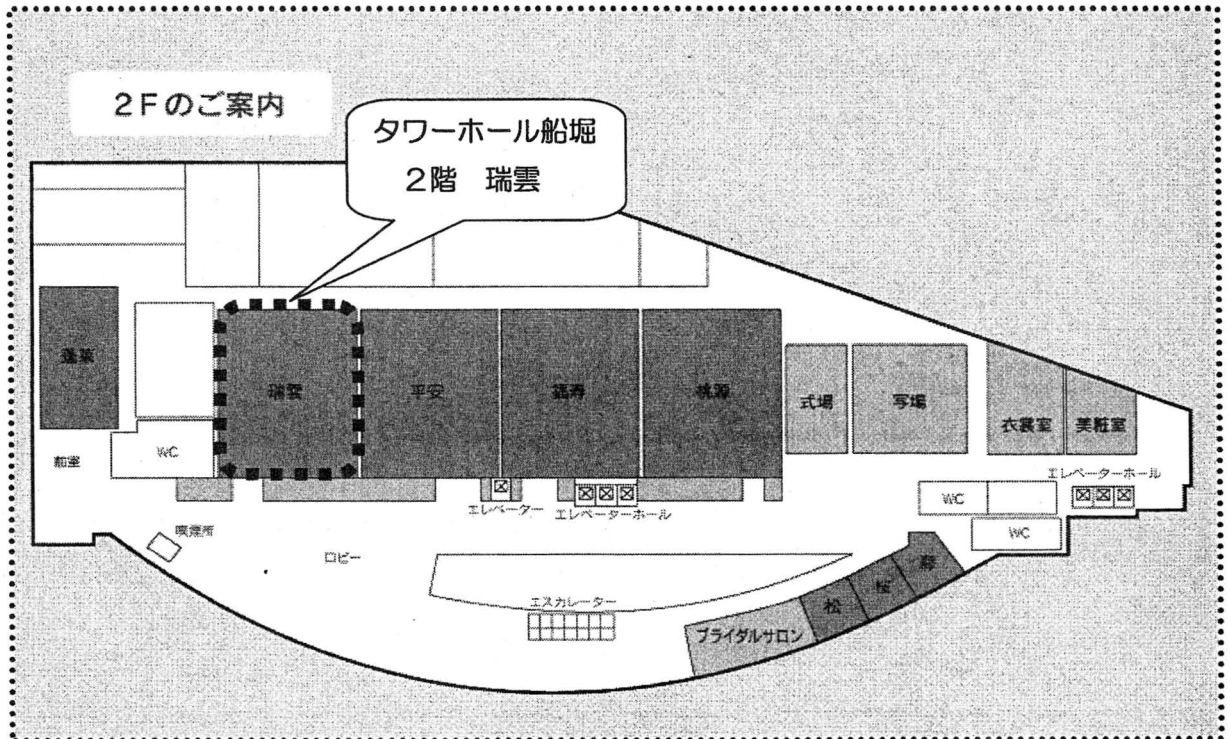 2Fのご案内
タワーホール船堀
2階 瑞雲
蓬莱
瑞雲
平安
福寿
桃源
式場
写場
衣裳室
美粧室
前室
WC
エレベーター
エレベーターホール
WC
エレベーターホール
WC
喫煙所
ロビー
エスカレーター
ブライダルサロン
松
桜